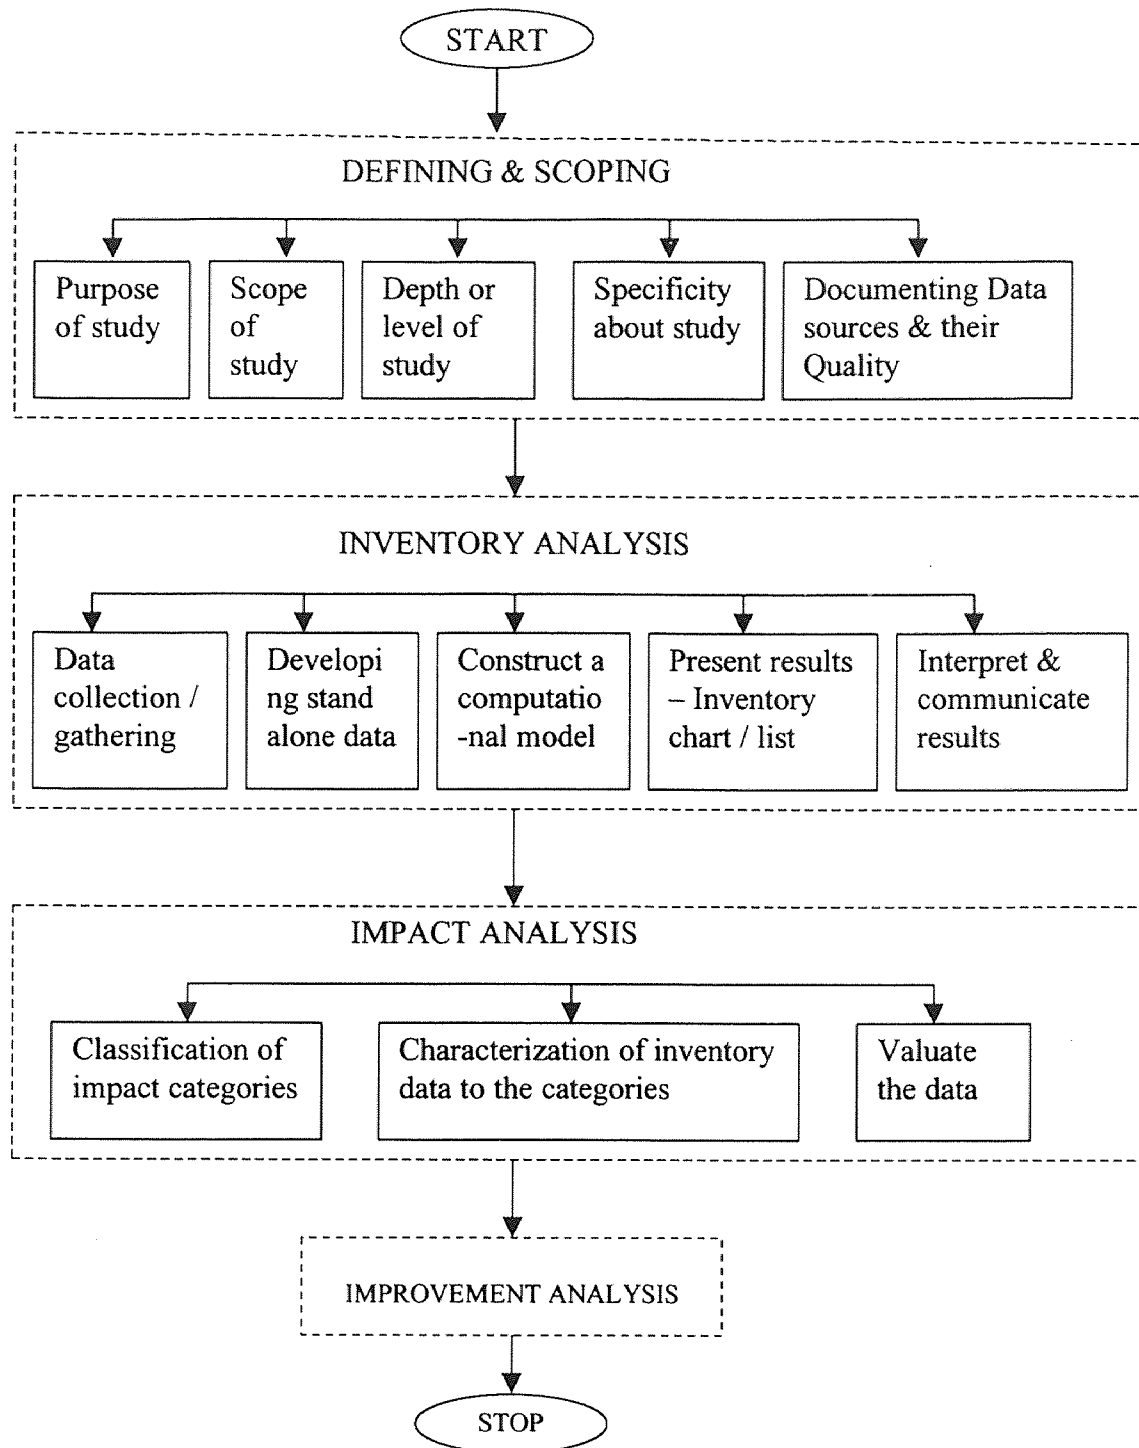 START
DEFINING & SCOPING
Purpose
of study
Scope
of
study
Depth or
level of
study
Specificity
about study
Documenting Data
sources & their
Quality
INVENTORY ANALYSIS
Data
collection /
gathering
Developi
ng stand
alone data
Construct a
computatio
-nal model
Present results
– Inventory
chart / list
Interpret &
communicate
results
IMPACT ANALYSIS
Classification of
impact categories
Characterization of inventory
data to the categories
Valuate
the data
IMPROVEMENT ANALYSIS
STOP